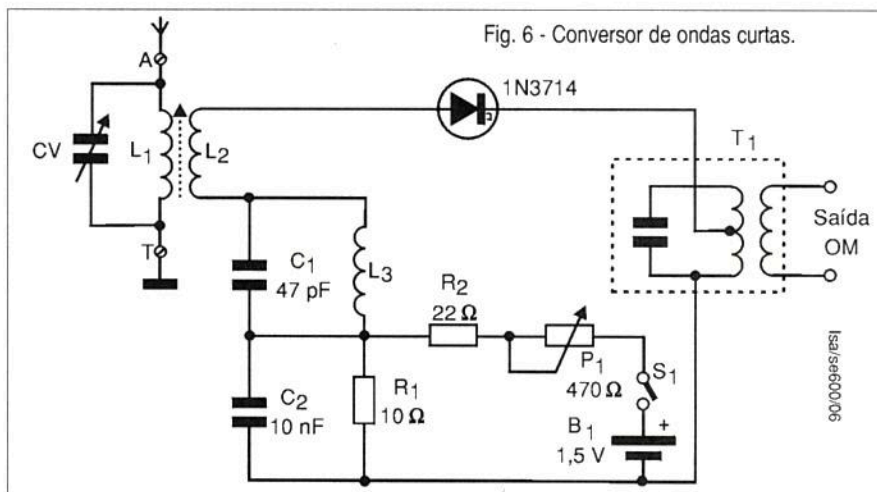 Fig. 6 - Conversor de ondas curtas.
A
1N3714
CV
L1
L2
T1
T
Saída
OM
C1
47 pF
L3
R2
22 Ω
P1
470 Ω
S1
C2
10 nF
R1
10 Ω
B1
1,5 V
+
Isa/se600/06